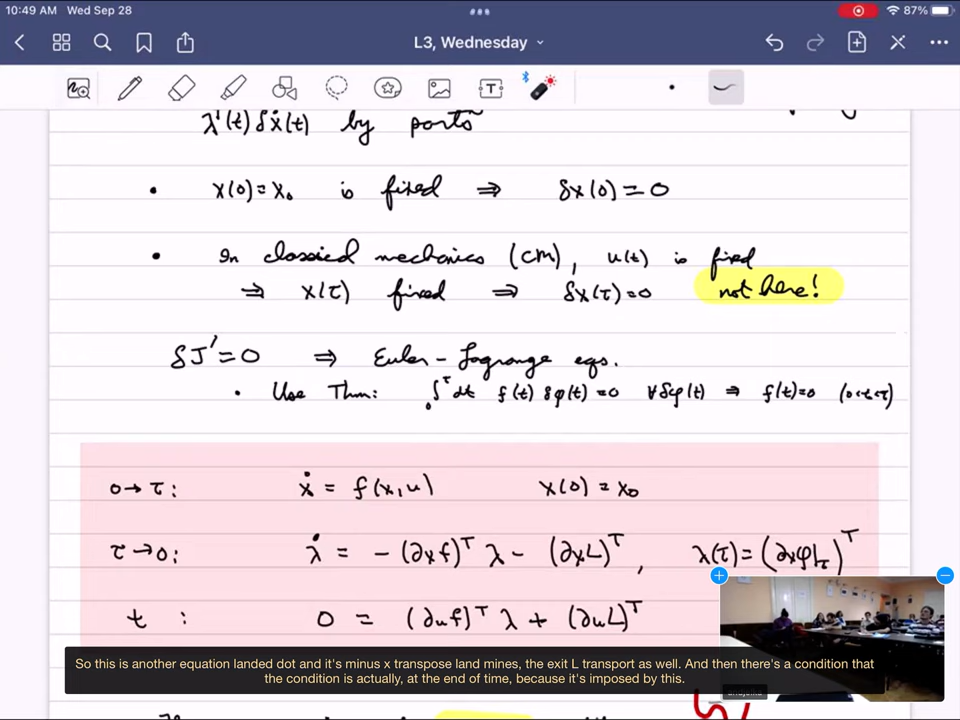 10:49 AM Wed Sep 28
87%
L3, Wednesday
T
λ'(t) δẋ(t) by parts
• x(0)=x₀ is fixed ⇒ δx(0)=0
• In classical mechanics (CM), u(t) is fixed
⇒ x(τ) fixed ⇒ δx(τ)=0 not here!
δJ'=0 ⇒ Euler-Lagrange eqs.
• Use Thm: ∫₀^τ dt f(t) δφ(t) =0 ∀δφ(t) ⇒ f(t)=0 (0<t<τ)
0→τ: ẋ = f(x,u) x(0) = x₀
τ→0: λ̇ = -(∂ₓf)ᵀ λ - (∂ₓL)ᵀ, λ(τ)=(∂ₓφ|τ)ᵀ
t : 0 = (∂ᵤf)ᵀ λ + (∂ᵤL)ᵀ
So this is another equation landed dot and it's minus x transpose land mines, the exit L transport as well. And then there's a condition that
the condition is actually, at the end of time, because it's imposed by this.